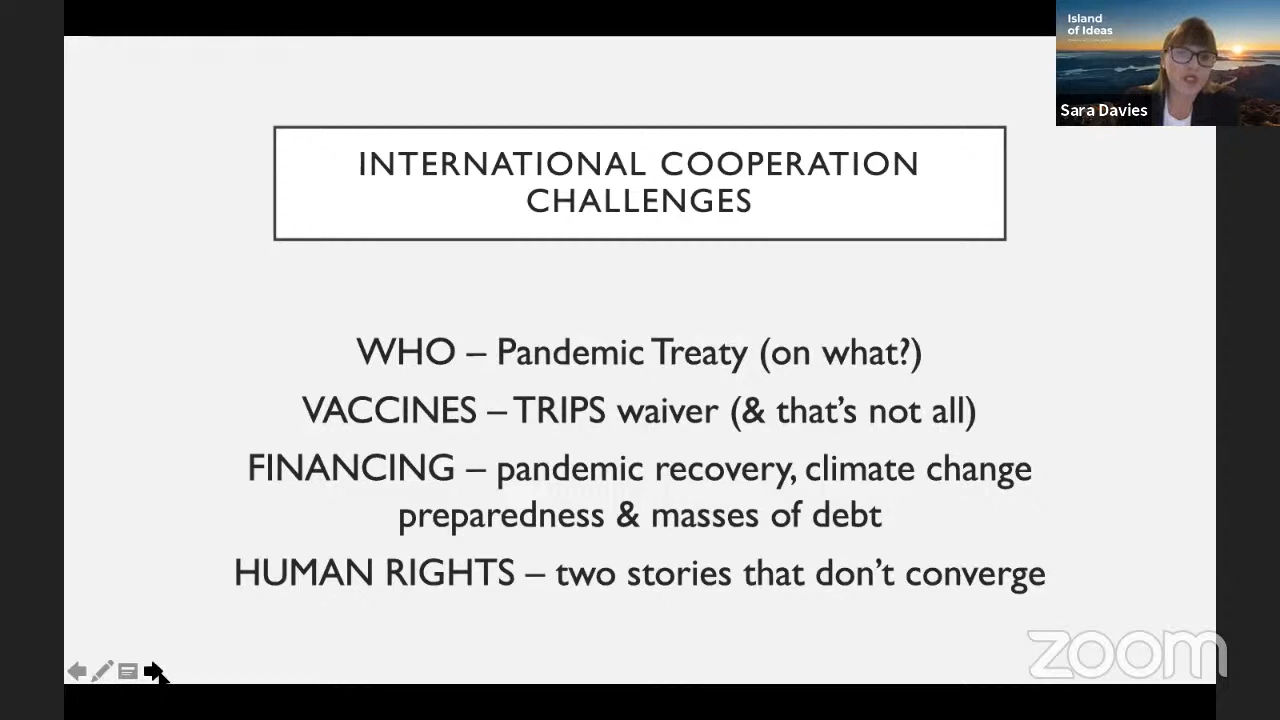 Island
of Ideas
Sara Davies
INTERNATIONAL COOPERATION
CHALLENGES
WHO – Pandemic Treaty (on what?)
VACCINES – TRIPS waiver (& that's not all)
FINANCING – pandemic recovery, climate change
preparedness & masses of debt
HUMAN RIGHTS – two stories that don't converge
zoom